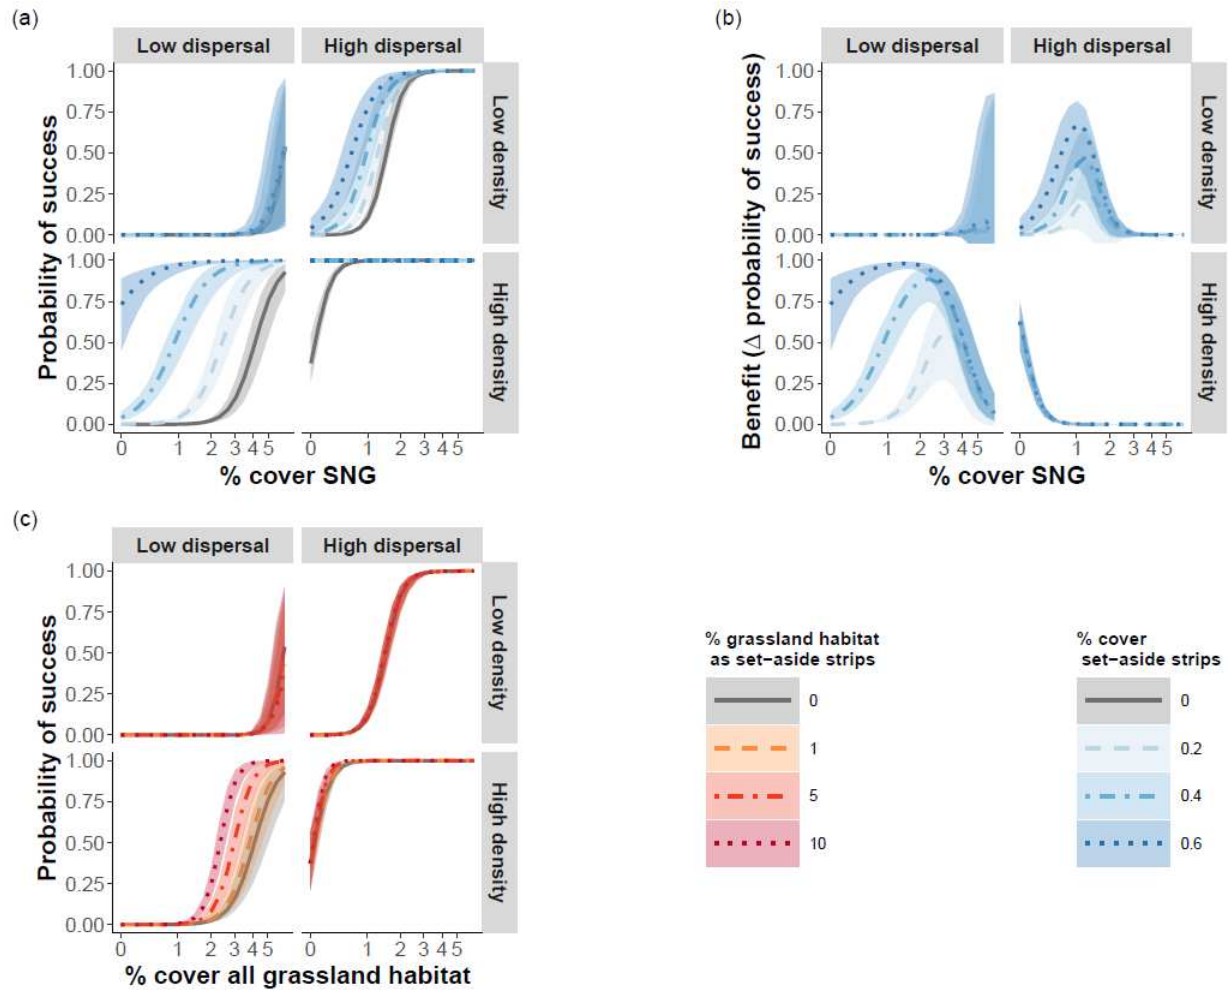 (a)
Low dispersal
High dispersal
Probability of success
1.00
0.75
0.50
0.25
0.00
Low density
1.00
0.75
0.50
0.25
0.00
High density
0 1 2 3 4 5
0 1 2 3 4 5
% cover SNG
(b)
Low dispersal
High dispersal
Benefit (Δ probability of success)
1.00
0.75
0.50
0.25
0.00
Low density
1.00
0.75
0.50
0.25
0.00
High density
0 1 2 3 4 5
0 1 2 3 4 5
% cover SNG
(c)
Low dispersal
High dispersal
Probability of success
1.00
0.75
0.50
0.25
0.00
Low density
1.00
0.75
0.50
0.25
0.00
High density
0 1 2 3 4 5
0 1 2 3 4 5
% cover all grassland habitat
% grassland habitat
as set−aside strips
0
1
5
10
% cover
set−aside strips
0
0.2
0.4
0.6